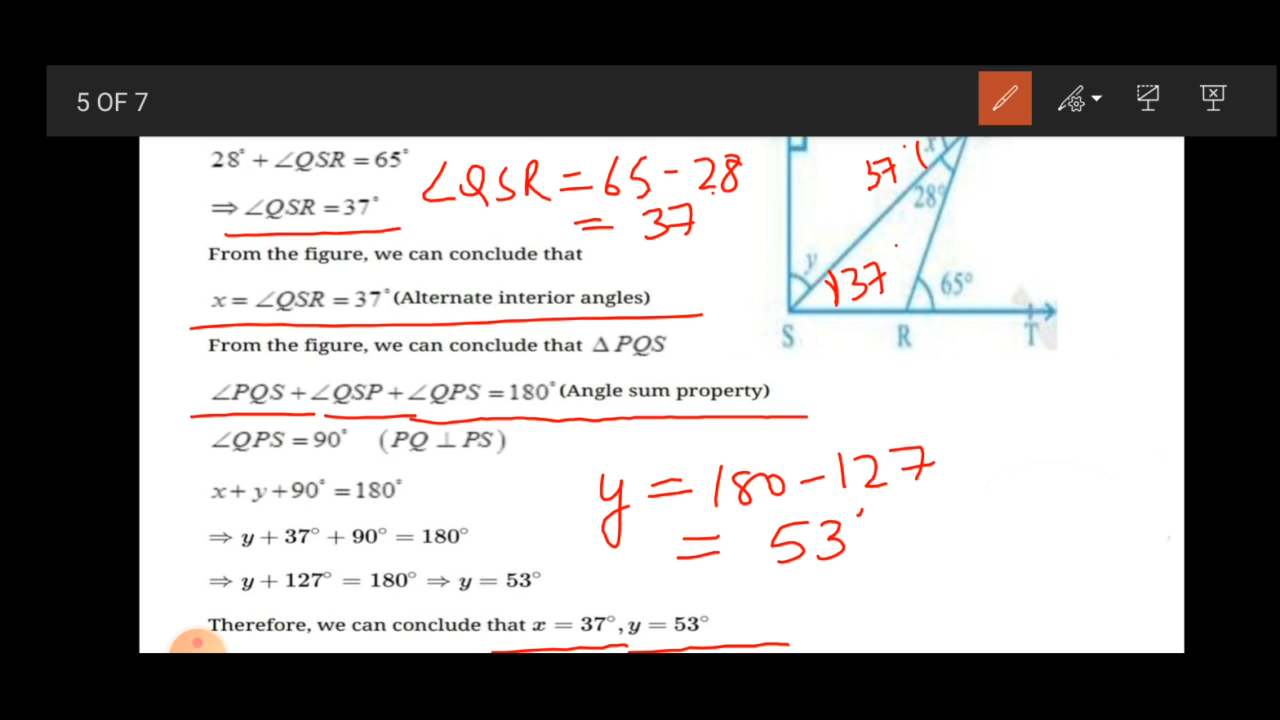 5 OF 7
28° + ∠QSR = 65°
∠QSR = 65 - 28
⇒ ∠QSR = 37°
= 37
From the figure, we can conclude that
x = ∠QSR = 37° (Alternate interior angles)
From the figure, we can conclude that Δ PQS
∠PQS + ∠QSP + ∠QPS = 180° (Angle sum property)
∠QPS = 90° (PQ ⊥ PS)
x + y + 90° = 180°
y = 180 - 127
⇒ y + 37° + 90° = 180°
= 53°
⇒ y + 127° = 180° ⇒ y = 53°
Therefore, we can conclude that x = 37°, y = 53°
x
37°
28°
y
37
65°
S R T